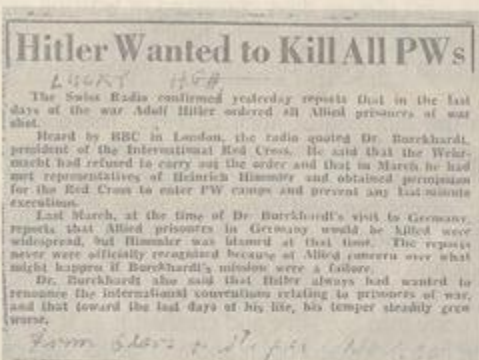 Hitler Wanted to Kill All PWs
LUCKY HUH
The Swiss Radio confirmed yesterday reports that in the last
days of the war Adolf Hitler ordered all Allied prisoners of war
shot.
Heard by BBC in London, the radio quoted Dr. Burckhardt,
president of the International Red Cross. He said that the Wehr-
macht had refused to carry out the order and that in March he had
met representatives of Heinrich Himmler and obtained permission
for the Red Cross to enter PW camps and prevent any last-minute
executions.
Last March, at the time of Dr Burckhardt's visit to Germany,
reports that Allied prisoners in Germany would be killed were
widespread, but Himmler was blamed at that time. The reports
never were officially recognized because of Allied concern over what
might happen if Burckhardt's mission were a failure.
Dr. Burckhardt also said that Hitler always had wanted to
renounce the international conventions relating to prisoners of war,
and that toward the last days of his life, his temper steadily grew
worse.
From Stars